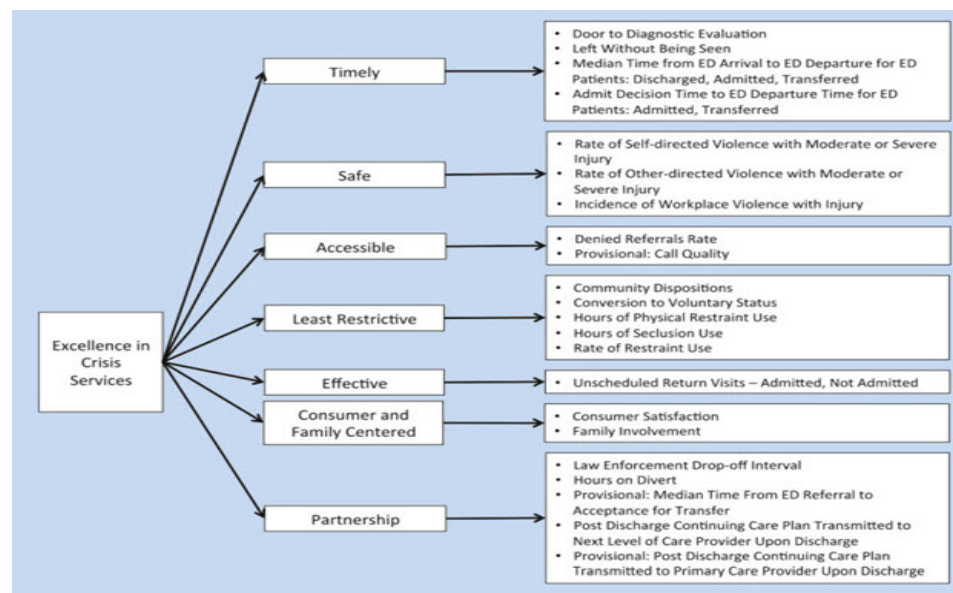 Excellence in
Crisis
Services
Timely
• Door to Diagnostic Evaluation
• Left Without Being Seen
• Median Time from ED Arrival to ED Departure for ED
Patients: Discharged, Admitted, Transferred
• Admit Decision Time to ED Departure Time for ED
Patients: Admitted, Transferred
Safe
• Rate of Self-directed Violence with Moderate or Severe
Injury
• Rate of Other-directed Violence with Moderate or
Severe Injury
• Incidence of Workplace Violence with Injury
Accessible
• Denied Referrals Rate
• Provisional: Call Quality
Least Restrictive
• Community Dispositions
• Conversion to Voluntary Status
• Hours of Physical Restraint Use
• Hours of Seclusion Use
• Rate of Restraint Use
Effective
• Unscheduled Return Visits – Admitted, Not Admitted
Consumer and
Family Centered
• Consumer Satisfaction
• Family Involvement
Partnership
• Law Enforcement Drop-off Interval
• Hours on Divert
• Provisional: Median Time From ED Referral to
Acceptance for Transfer
• Post Discharge Continuing Care Plan Transmitted to
Next Level of Care Provider Upon Discharge
• Provisional: Post Discharge Continuing Care Plan
Transmitted to Primary Care Provider Upon Discharge